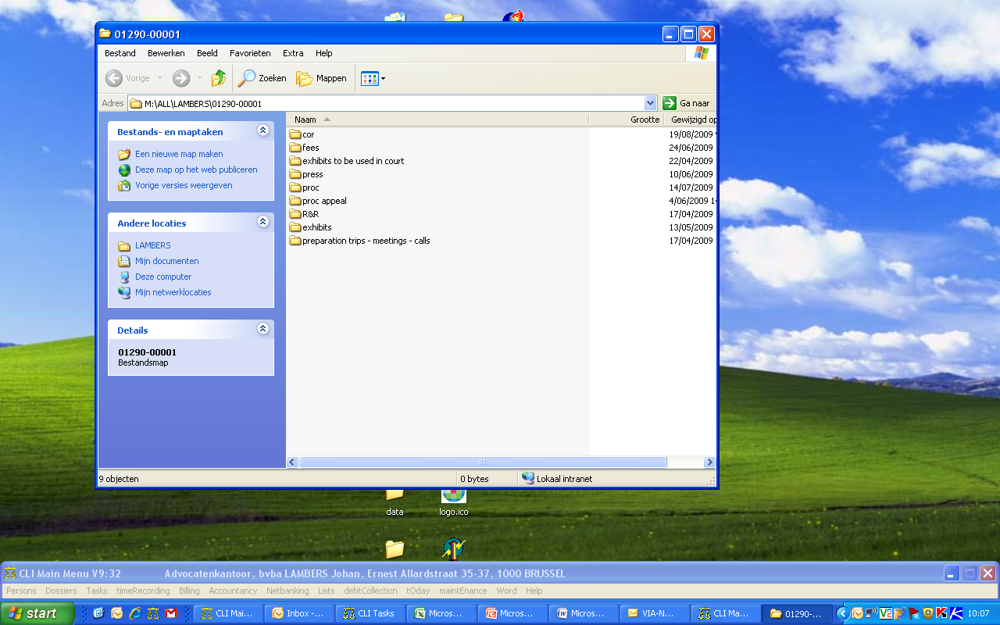 01290-00001
Bestand Bewerken Beeld Favorieten Extra Help
Vorige Zoeken Mappen
Adres M:\ALL\LAMBERS\01290-00001 Ga naar
Bestands- en maptaken
Een nieuwe map maken
Deze map op het web publiceren
Vorige versies weergeven
Andere locaties
LAMBERS
Mijn documenten
Deze computer
Mijn netwerklocaties
Details
01290-00001
Bestandsmap
Naam Grootte Gewijzigd op
cor 19/08/2009
fees 24/06/2009
exhibits to be used in court 22/04/2009
press 10/06/2009
proc 14/07/2009
proc appeal 4/06/2009 14
R&R 17/04/2009
exhibits 13/05/2009
preparation trips - meetings - calls 17/04/2009
9 objecten 0 bytes Lokaal intranet
data logo.ico
CLI Main Menu V9:32 Advocatenkantoor, bvba LAMBERS Johan, Ernest Allardstraat 35-37, 1000 BRUSSEL
Persons Dossiers Tasks timeRecording Billing Accountancy Netbanking Lists debtCollection tOday maintEnance Word Help
start CLI Mai... Inbox -... CLI Tasks Micros... Micros... Micros... VIA-N... CLI Ma... 01290-... 10:07